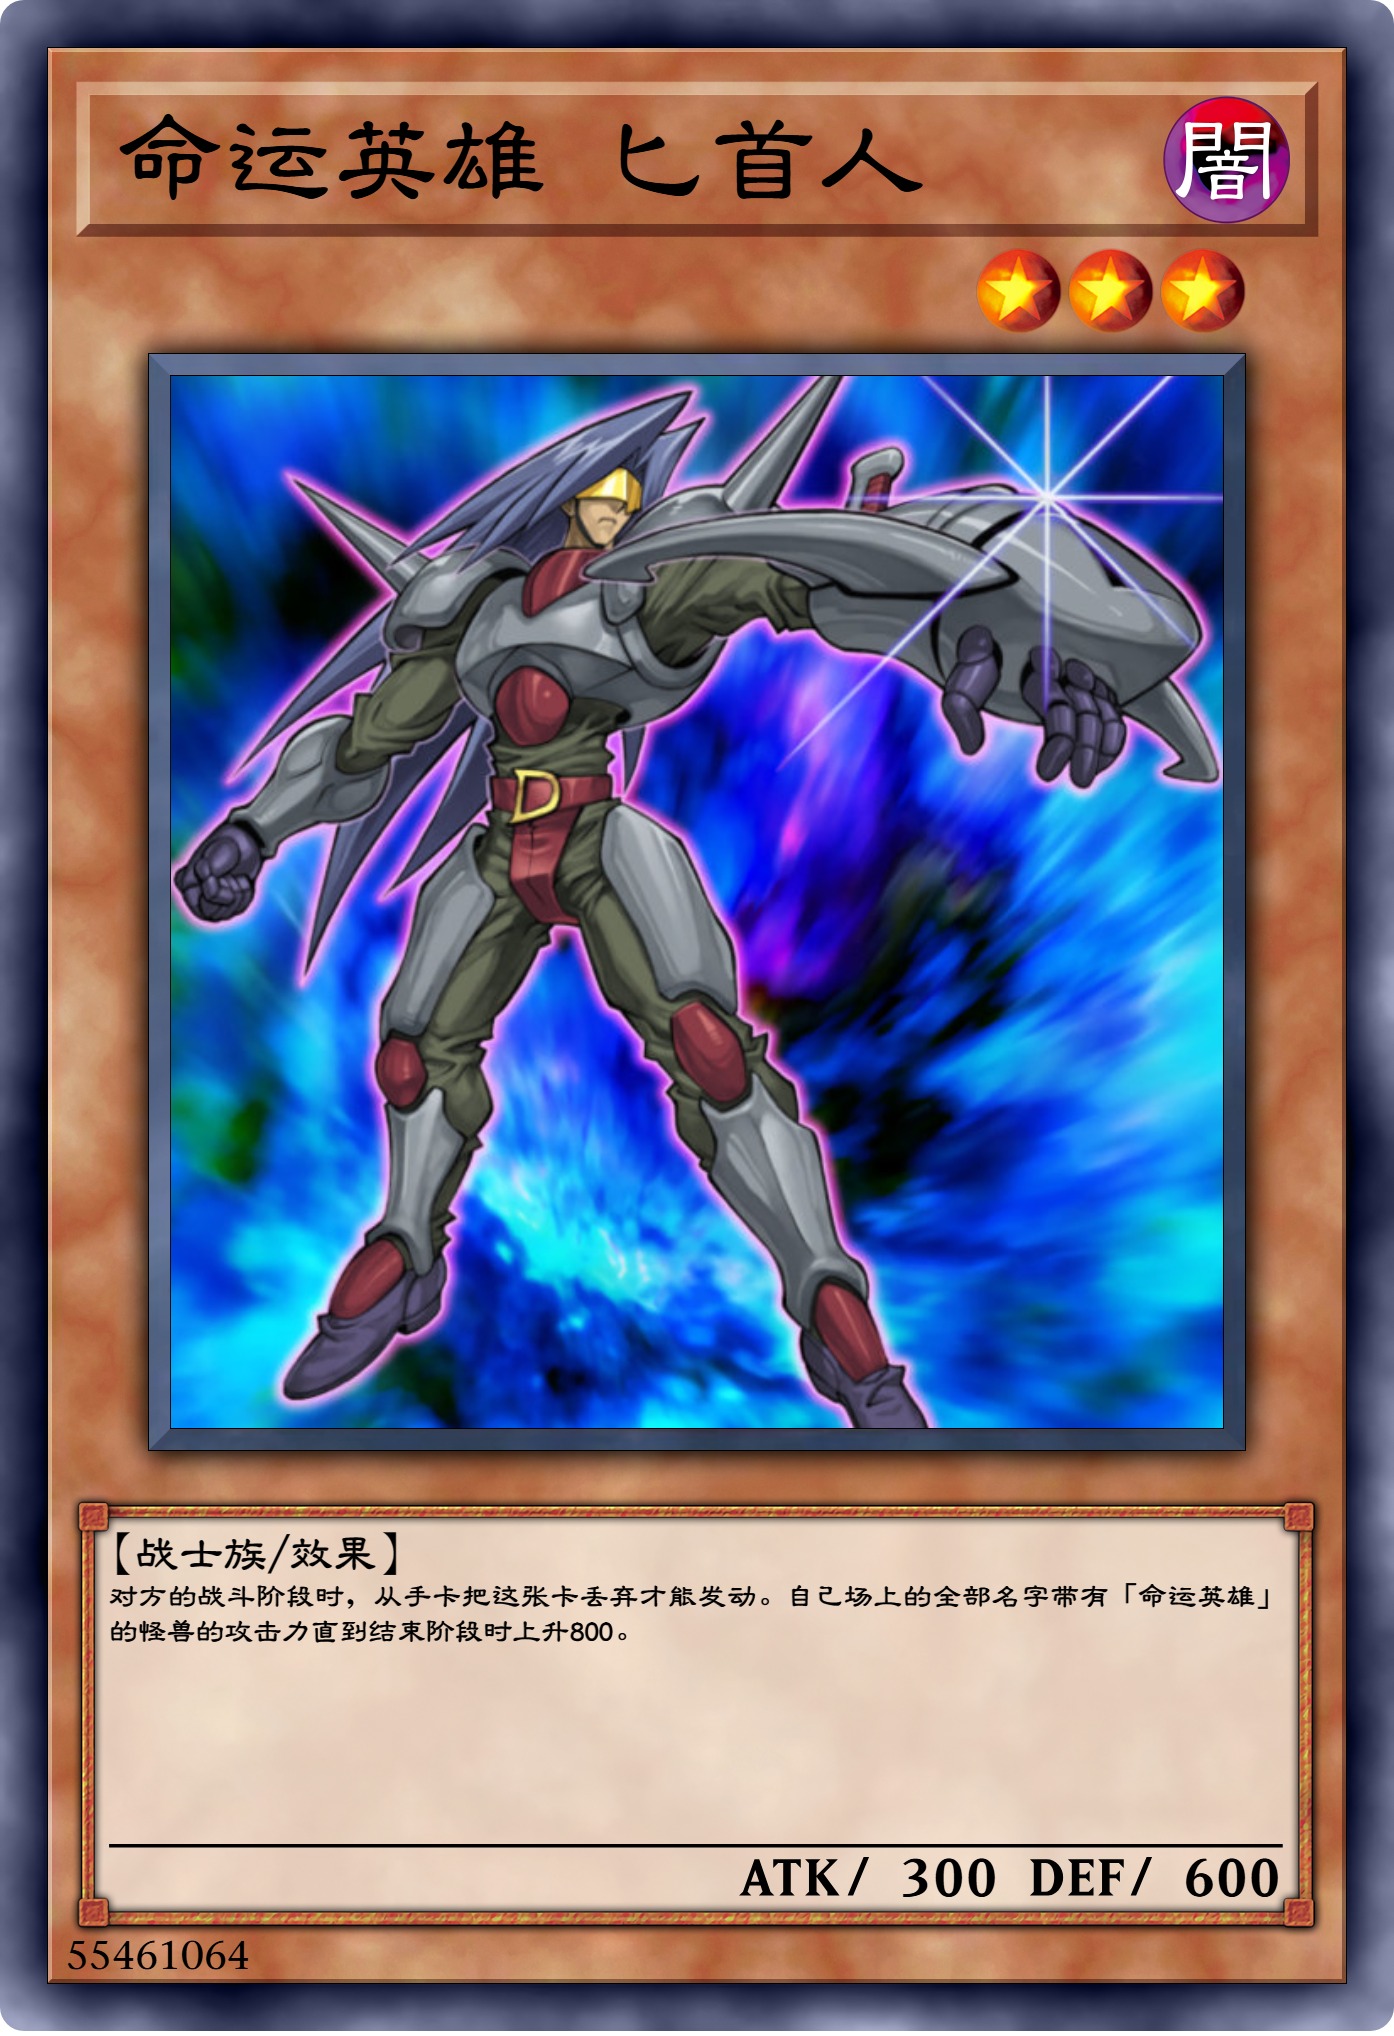 命运英雄 匕首人
闇
D
【战士族/效果】
对方的战斗阶段时，从手卡把这张卡丢弃才能发动。自己场上的全部名字带有「命运英雄」
的怪兽的攻击力直到结束阶段时上升800。
ATK/ 300 DEF/ 600
55461064